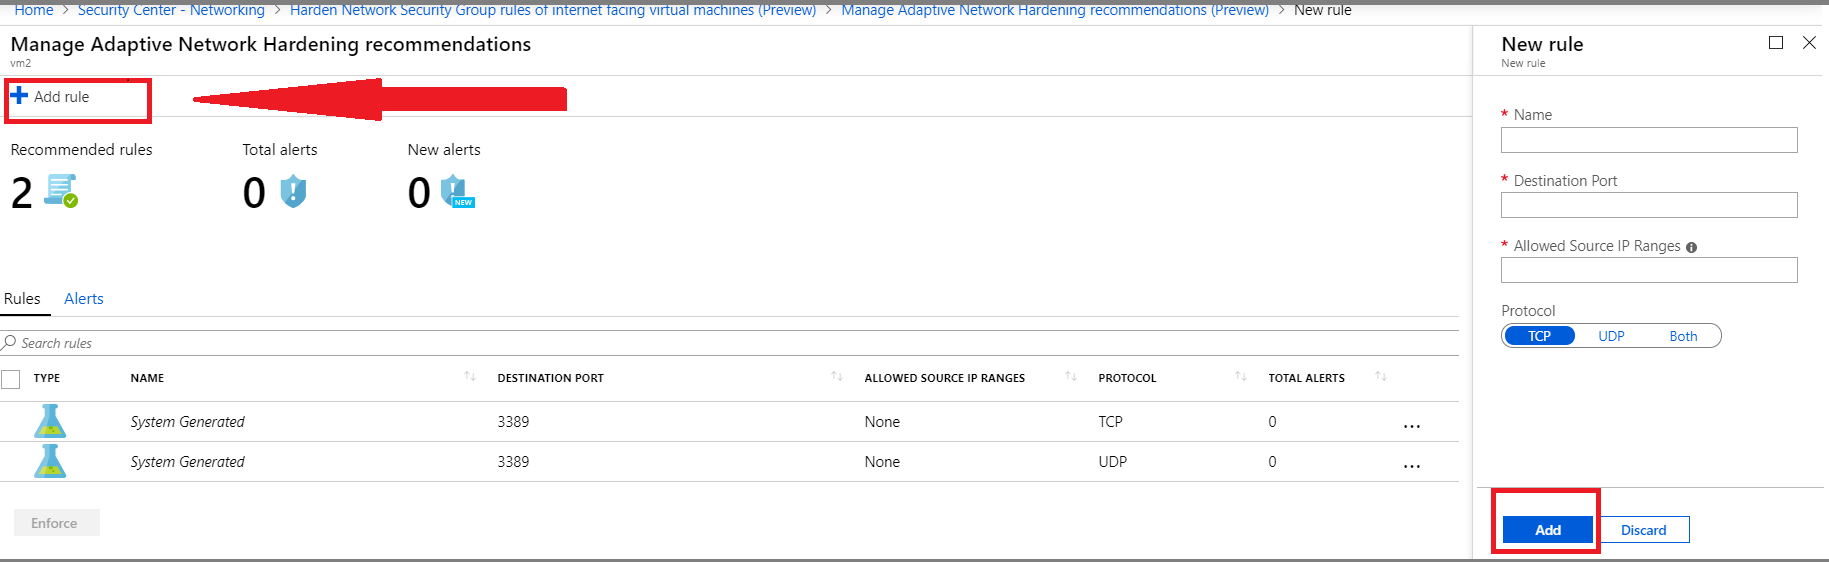 Home > Security Center - Networking > Harden Network Security Group rules of internet facing virtual machines (Preview) > Manage Adaptive Network Hardening recommendations (Preview) > New rule
Manage Adaptive Network Hardening recommendations
vm2
Add rule
Recommended rules Total alerts New alerts
2 0 0 NEW
Rules Alerts
Search rules
TYPE NAME DESTINATION PORT ALLOWED SOURCE IP RANGES PROTOCOL TOTAL ALERTS
System Generated 3389 None TCP 0 ...
System Generated 3389 None UDP 0 ...
Enforce
New rule
New rule
* Name
* Destination Port
* Allowed Source IP Ranges
Protocol
TCP UDP Both
Add Discard